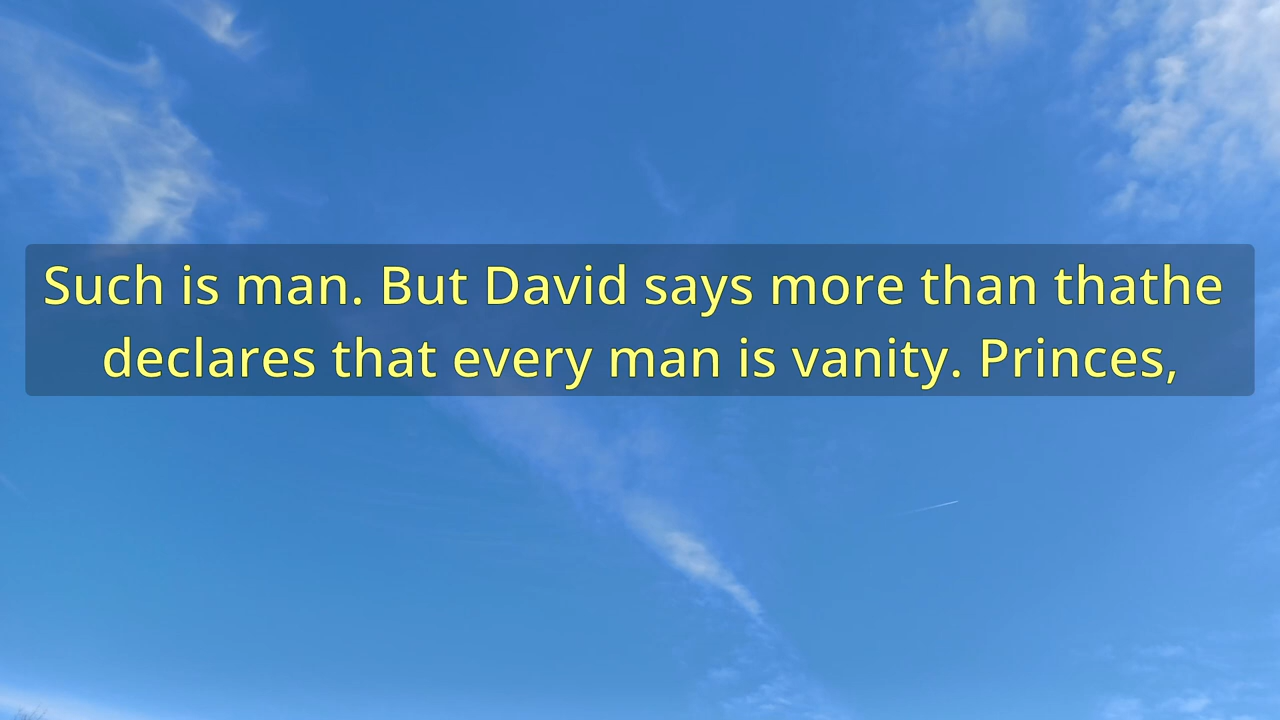 Such is man. But David says more than thathe
declares that every man is vanity. Princes,